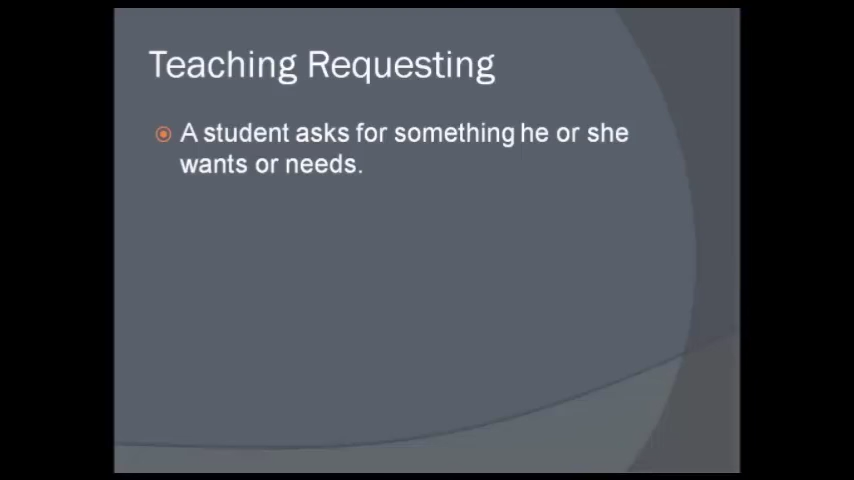 Teaching Requesting
A student asks for something he or she
wants or needs.